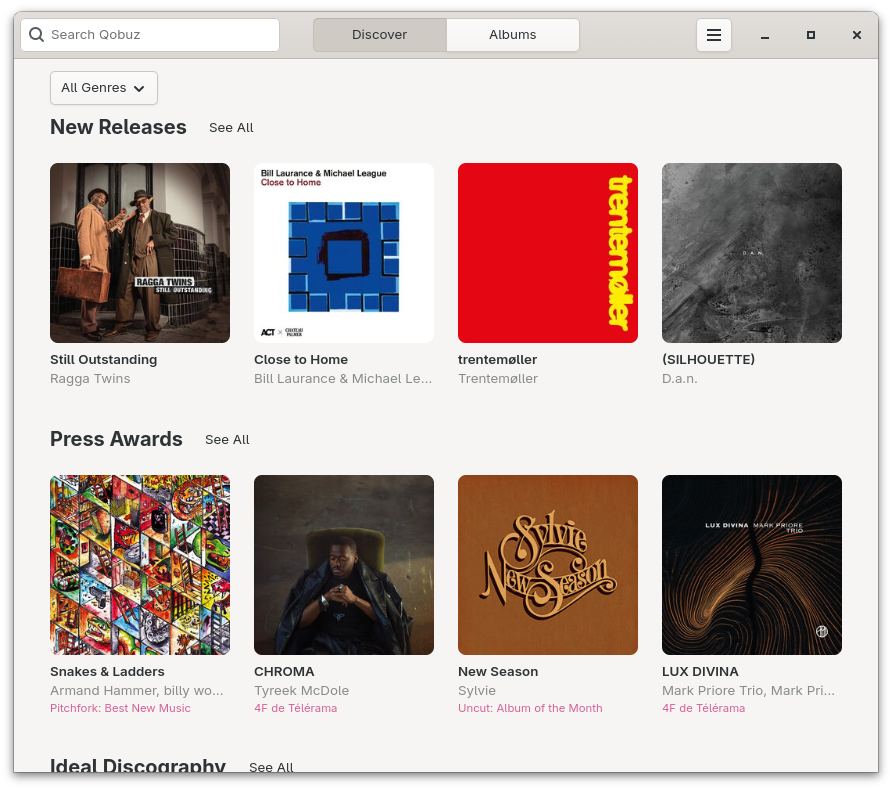 Search Qobuz
Discover
Albums
All Genres
New Releases
See All
RAGGA TWINS
STILL OUTSTANDING
Bill Laurance & Michael League
Close to Home
ACT × CHATEAU PALMER
trentemøller
D.A.N.
Still Outstanding
Close to Home
trentemøller
(SILHOUETTE)
Ragga Twins
Bill Laurance & Michael Le...
Trentemøller
D.a.n.
Press Awards
See All
Sylvie
New Season
LUX DIVINA MARK PRIORE
TRIO
Snakes & Ladders
CHROMA
New Season
LUX DIVINA
Armand Hammer, billy wo...
Tyreek McDole
Sylvie
Mark Priore Trio, Mark Pri...
Pitchfork: Best New Music
4F de Télérama
Uncut: Album of the Month
4F de Télérama
Ideal Discography
See All